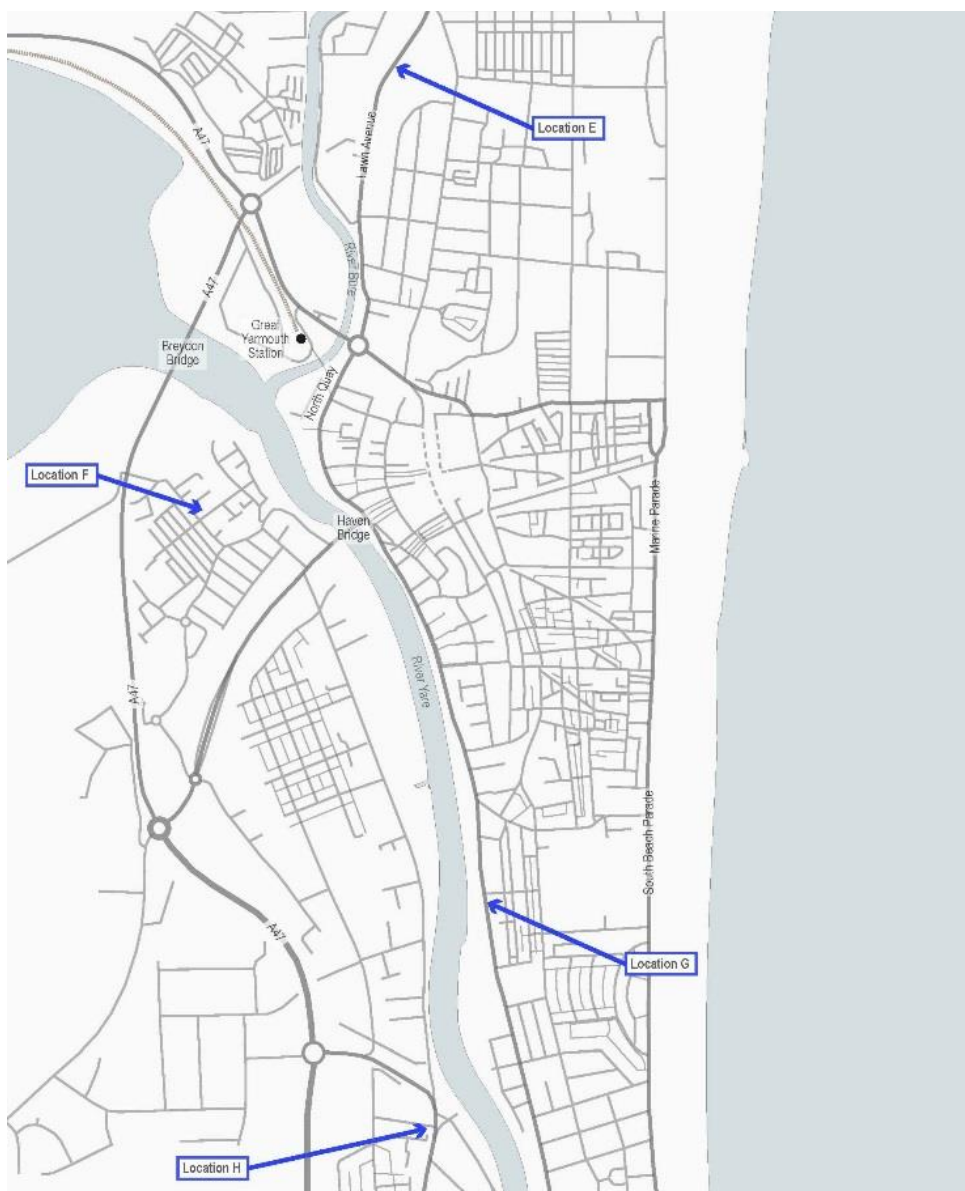 Location E
A47
Lawn Avenue
River Bure
A47
Great
Yarmouth
Station
Breydon
Bridge
North Quay
Location F
Marine Parade
Haven
Bridge
River Yare
A47
South Beach Parade
A47
Location G
Location H